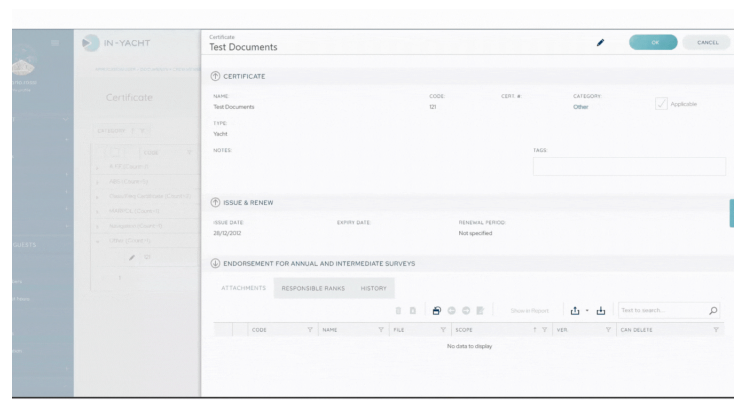 IN-YACHT
Certificate
Certificate
Test Documents
OK
CANCEL
CERTIFICATE
NAME:
CODE:
CERT #:
CATEGORY:
Test Documents
121
Other
Applicable
TYPE:
Yacht
NOTES:
TAGS:
ISSUE & RENEW
ISSUE DATE:
EXPIRY DATE:
RENEWAL PERIOD:
28/12/2012
Not specified
ENDORSEMENT FOR ANNUAL AND INTERMEDIATE SURVEYS
ATTACHMENTS
RESPONSIBLE RANKS
HISTORY
Show in Report
Text to search...
CODE
NAME
FILE
SCOPE
VER.
CAN DELETE
No data to display
CATEGORY
CODE